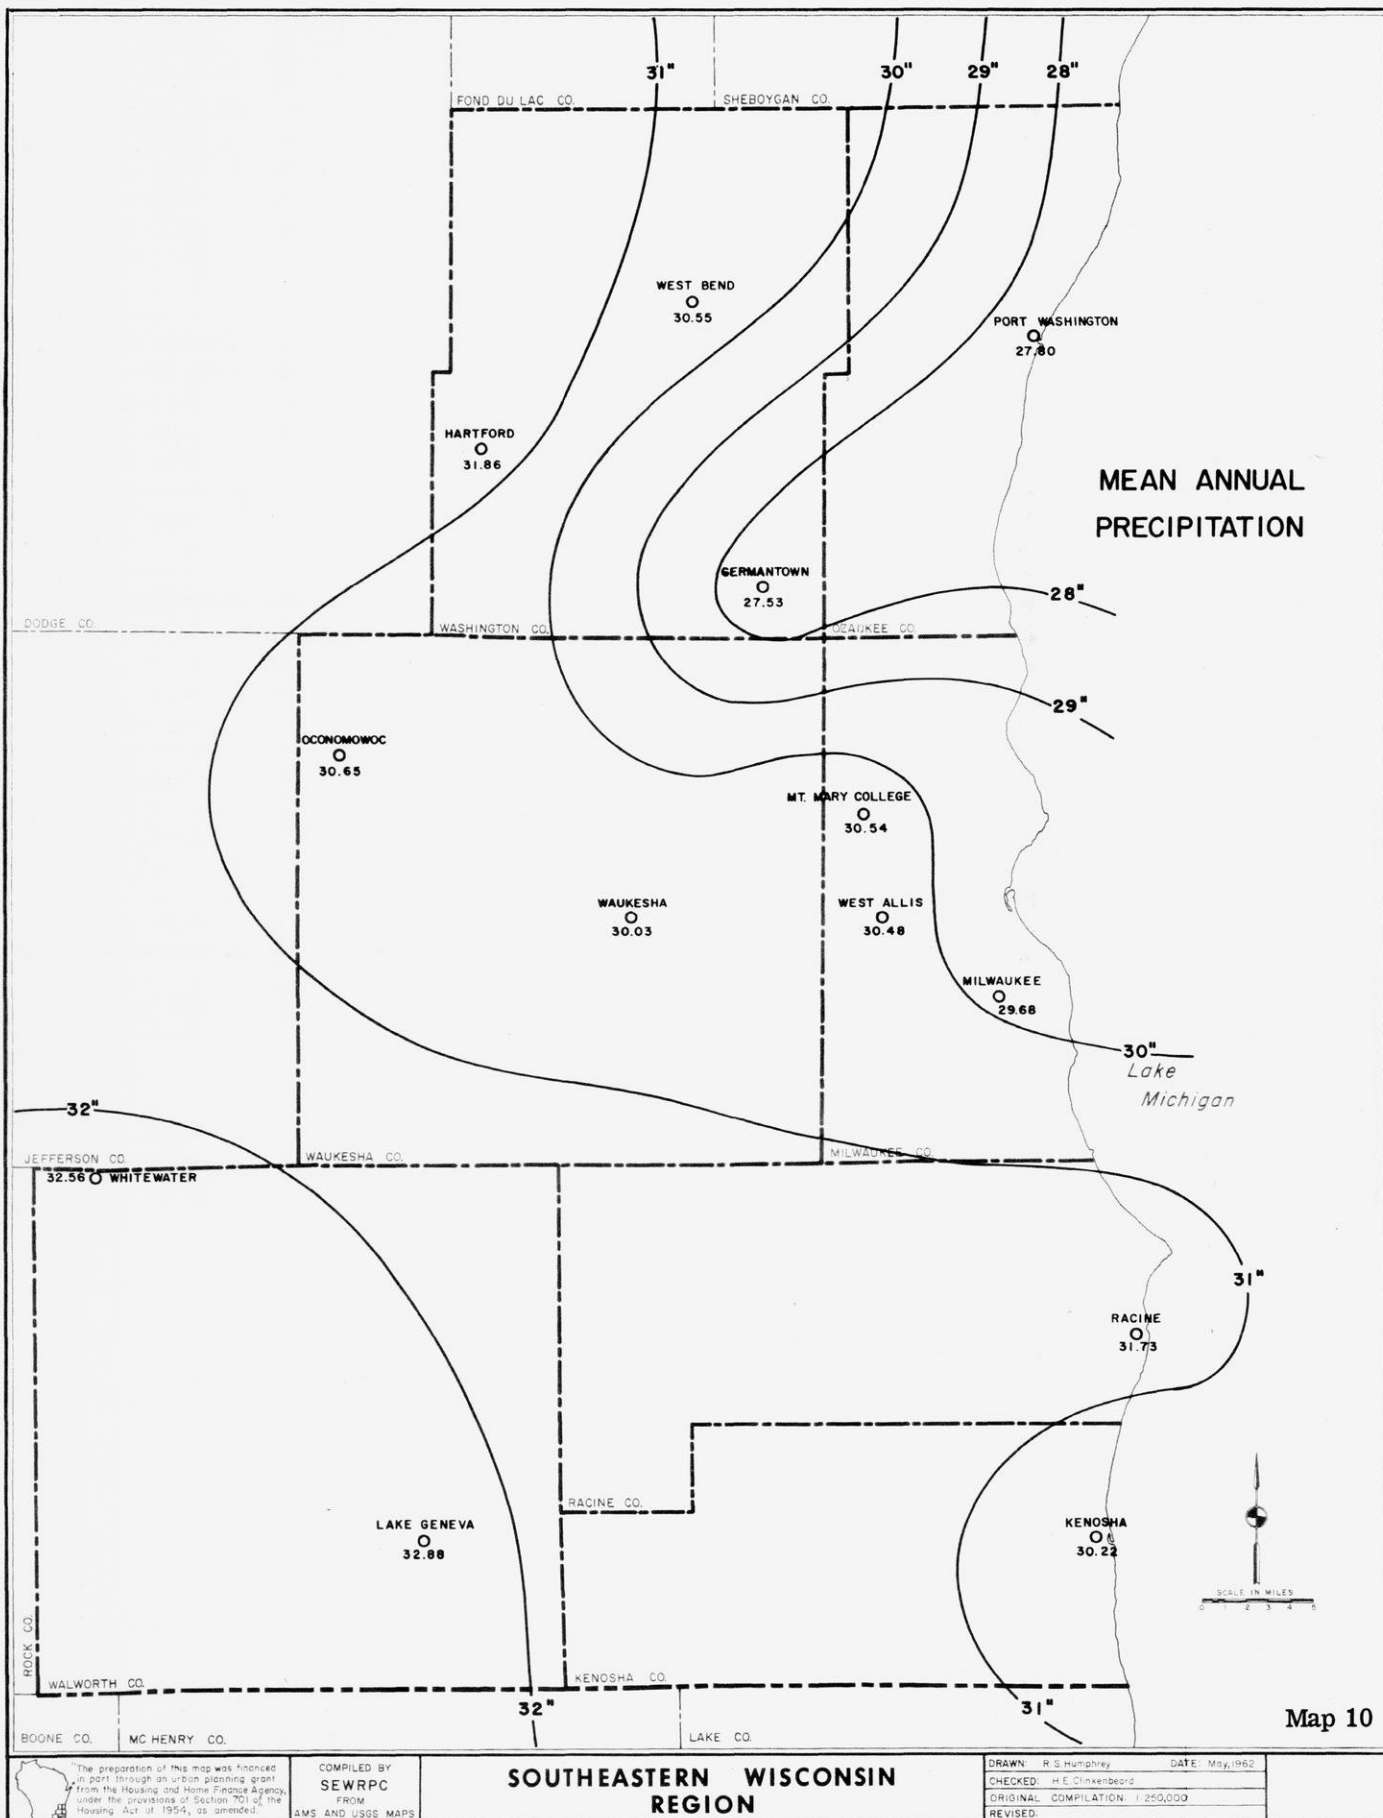 31"
30"
29"
28"
FOND DU LAC CO.
SHEBOYGAN CO.
WEST BEND
30.55
PORT WASHINGTON
27.80
HARTFORD
31.86
MEAN ANNUAL
PRECIPITATION
GERMANTOWN
27.53
28"
DODGE CO.
WASHINGTON CO.
OZAUKEE CO.
29"
OCONOMOWOC
30.65
MT. MARY COLLEGE
30.54
WAUKESHA
30.03
WEST ALLIS
30.48
MILWAUKEE
29.68
30"
Lake
Michigan
32"
JEFFERSON CO.
WAUKESHA CO.
MILWAUKEE CO.
32.56 WHITEWATER
31"
RACINE
31.73
RACINE CO.
LAKE GENEVA
32.88
KENOSHA
30.22
SCALE IN MILES
0 1 2 3 4 5
ROCK CO.
WALWORTH CO.
KENOSHA CO.
32"
31"
Map 10
BOONE CO.
MC HENRY CO.
LAKE CO.
"The preparation of this map was financed
in part through an urban planning grant
from the Housing and Home Finance Agency,
under the provisions of Section 701 of the
Housing Act of 1954, as amended."
COMPILED BY
SEWRPC
FROM
AMS AND USGS MAPS
SOUTHEASTERN WISCONSIN
REGION
DRAWN: R.S. Humphrey DATE: May, 1962
CHECKED: H.E. Clinkenbeard
ORIGINAL COMPILATION: 1:250,000
REVISED: